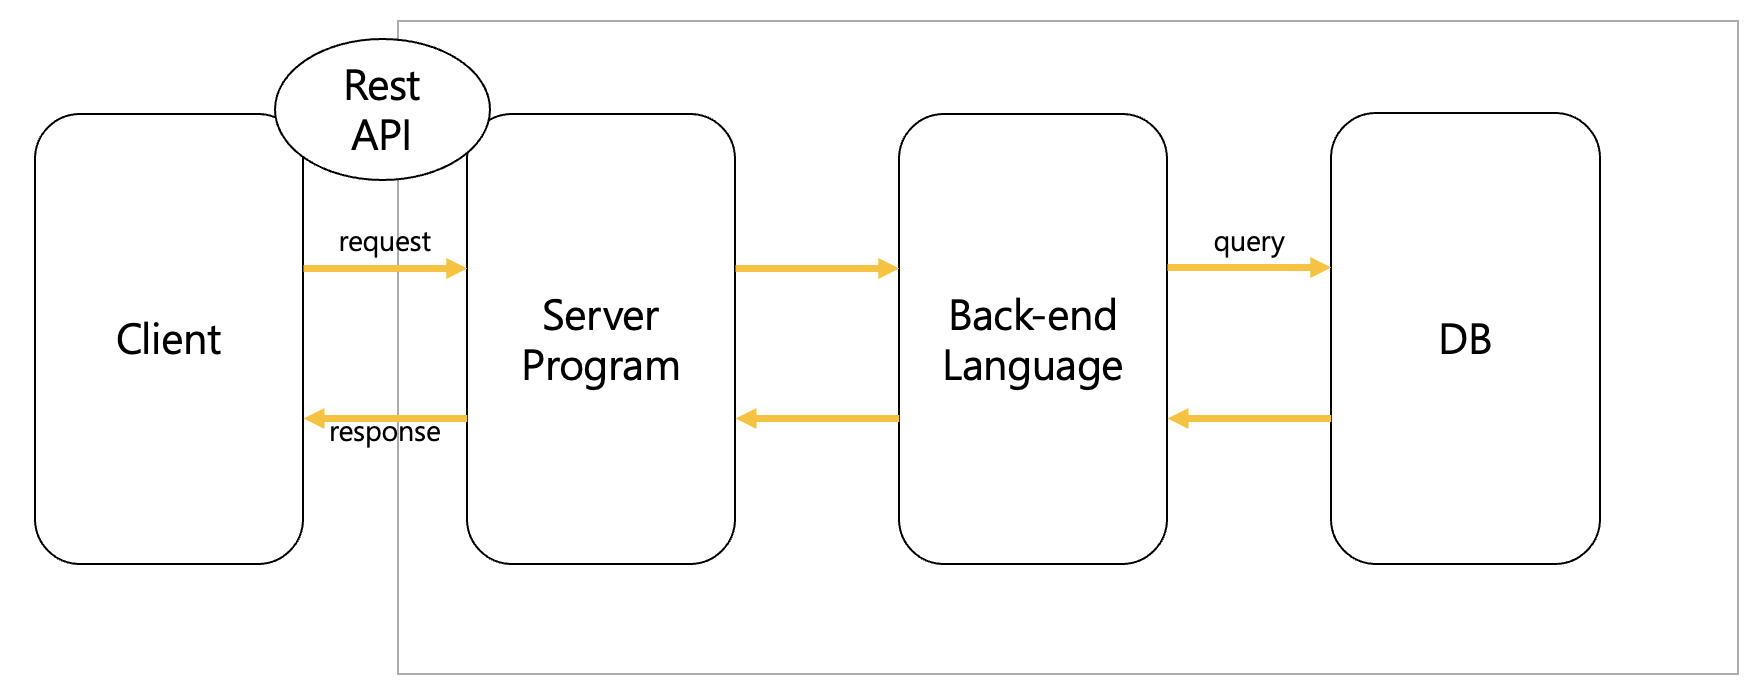 Rest
API
request
query
Client
Server
Program
Back-end
Language
DB
response